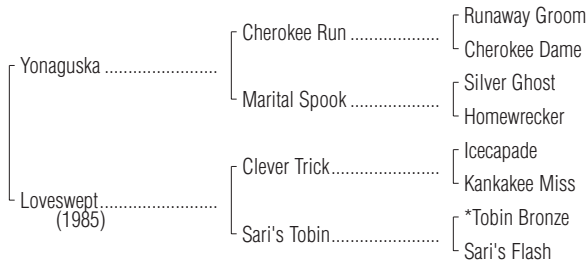 Runaway Groom
Cherokee Run ....................
Cherokee Dame
Yonaguska .........................
Silver Ghost
Marital Spook ....................
Homewrecker
Icecapade
Clever Trick........................
Kankakee Miss
Loveswept..........................
(1985)
*Tobin Bronze
Sari's Tobin........................
Sari's Flash